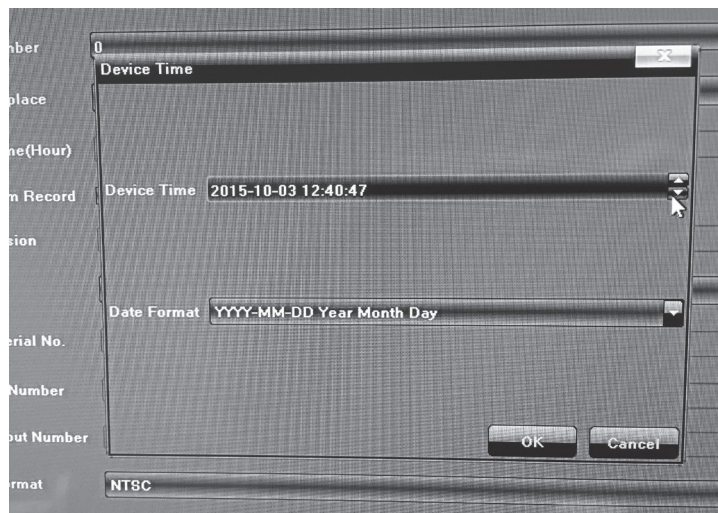 nber 0
Device Time
place
ne(Hour)
m Record
Device Time 2015-10-03 12:40:47
sion
Date Format YYYY-MM-DD Year Month Day
erial No.
Number
out Number
OK Cancel
rmat NTSC